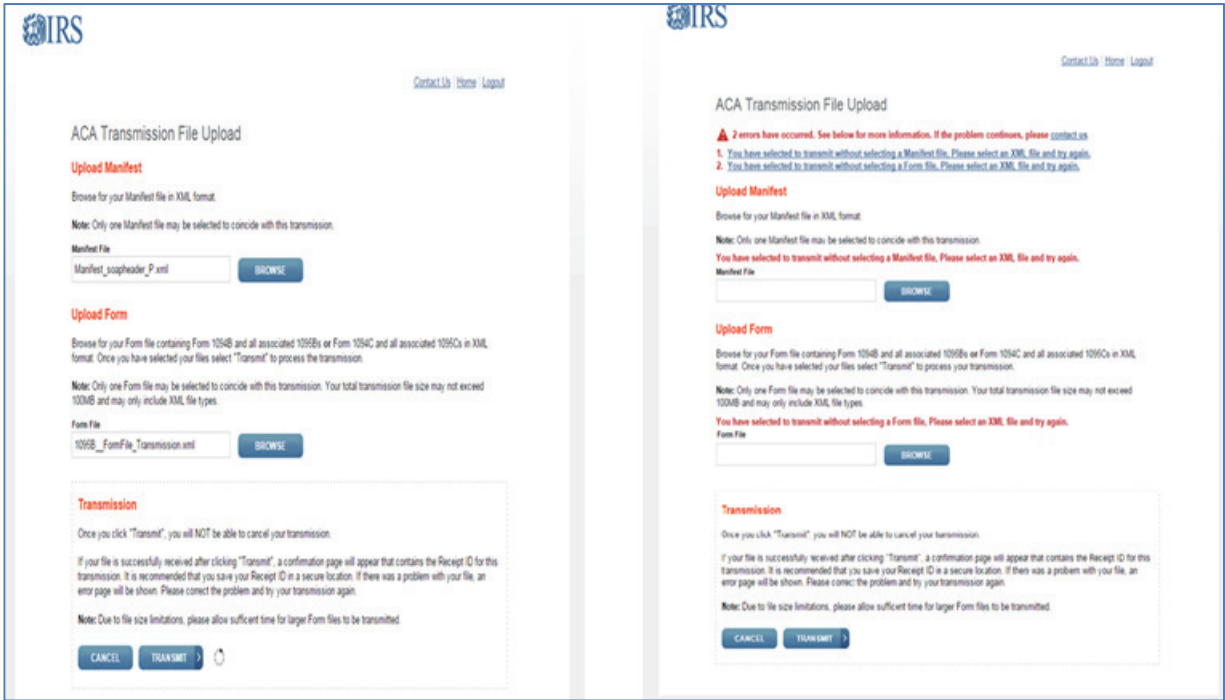 IRS
Contact Us | Home | Logout
ACA Transmission File Upload
Upload Manifest
Browse for your Manifest file in XML format.
Note: Only one Manifest file may be selected to coincide with this transmission.
Manifest File
Manifest_soapheader_P.xml
BROWSE
Upload Form
Browse for your Form file containing Form 1094B and all associated 1095Bs or Form 1094C and all associated 1095Cs in XML
format. Once you have selected your files select "Transmit" to process the transmission.
Note: Only one Form file may be selected to coincide with this transmission. Your total transmission file size may not exceed
100MB and may only include XML file types.
Form File
1095B__FormFile_Transmission.xml
BROWSE
Transmission
Once you click "Transmit", you will NOT be able to cancel your transmission.
If your file is successfully received after clicking "Transmit", a confirmation page will appear that contains the Receipt ID for this
transmission. It is recommended that you save your Receipt ID in a secure location. If there was a problem with your file, an
error page will be shown. Please correct the problem and try your transmission again.
Note: Due to file size limitations, please allow sufficent time for larger Form files to be transmitted.
CANCEL
TRANSMIT
IRS
Contact Us | Home | Logout
ACA Transmission File Upload
2 errors have occurred. See below for more information. If the problem continues, please contact us.
1. You have selected to transmit without selecting a Manifest file, Please select an XML file and try again.
2. You have selected to transmit without selecting a Form file, Please select an XML file and try again.
Upload Manifest
Browse for your Manifest file in XML format
Note: Only one Manifest file may be selected to coincide with this transmission.
You have selected to transmit without selecting a Manifest file, Please select an XML file and try again.
Manifest File
BROWSE
Upload Form
Browse for your Form file containing Form 1094B and all associated 1095Bs or Form 1094C and all associated 1095Cs in XML
format. Once you have selected your files select "Transmit" to process your transmission.
Note: Only one Form file may be selected to coincide with this transmission. Your total transmission file size may not exceed
100MB and may only include XML file types.
You have selected to transmit without selecting a Form file, Please select an XML file and try again.
Form File
BROWSE
Transmission
Once you click "Transmit", you will NOT be able to cancel your transmission.
If your file is successfully received after clicking "Transmit", a confirmation page will appear that contains the Receipt ID for this
transmission. It is recommended that you save your Receipt ID in a secure location. If there was a problem with your file, an
error page will be shown. Please correct the problem and try your transmission again.
Note: Due to file size limitations, please allow sufficent time for larger Form files to be transmitted.
CANCEL
TRANSMIT